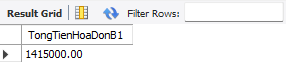 Result Grid Filter Rows:
TongTienHoaDonB1
1415000.00